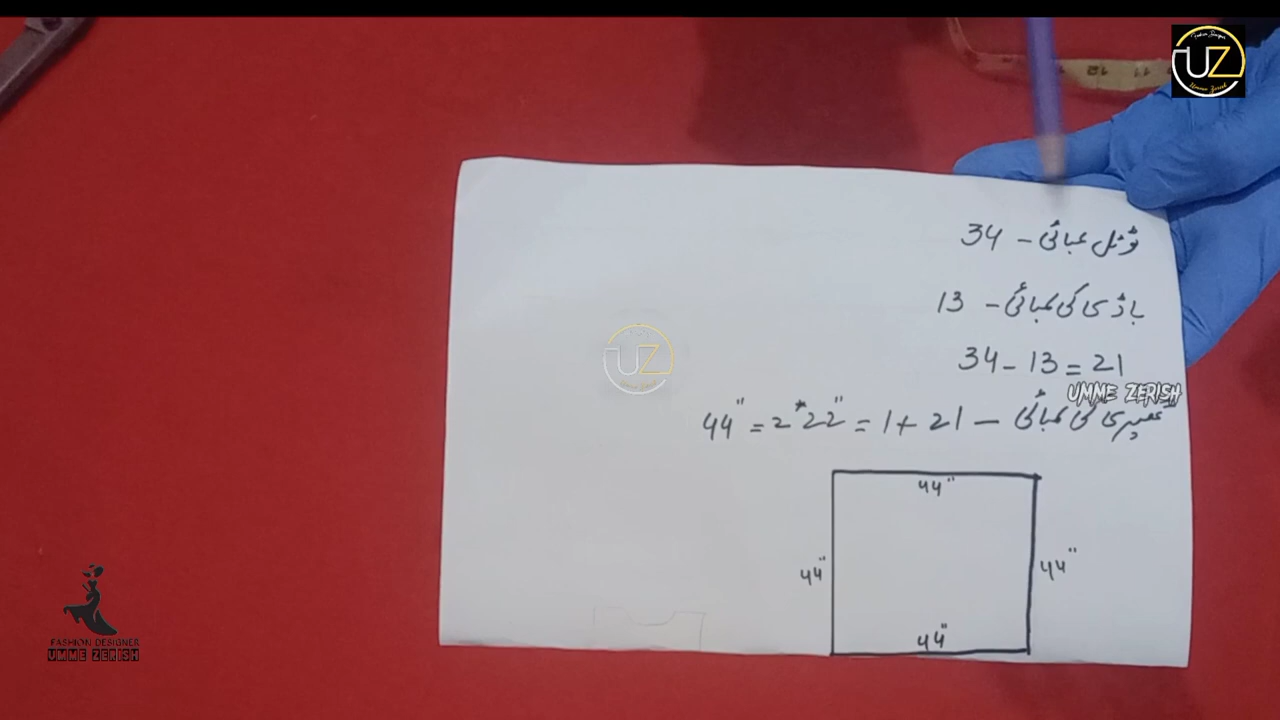 UZ
ٹوٹل لمبائی - 34
باڈی کی لمبائی - 13
34 - 13 = 21
UMME ZERISH
کی لمبائی - 21 + 1 = 22" * 2 = 44"
UZ
44"
44"
44"
44"
FASHION DESIGNER
UMME ZERISH